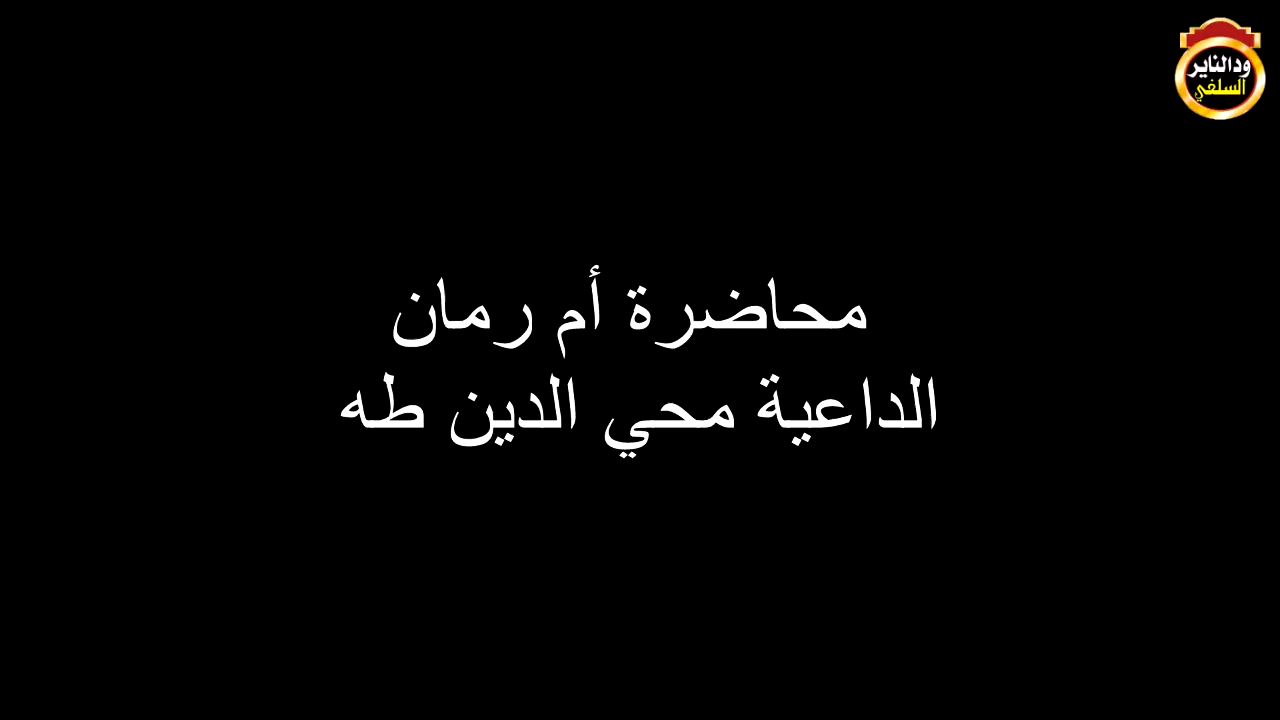 ودالناير
السلفي
محاضرة أم رمان
الداعية محي الدين طه